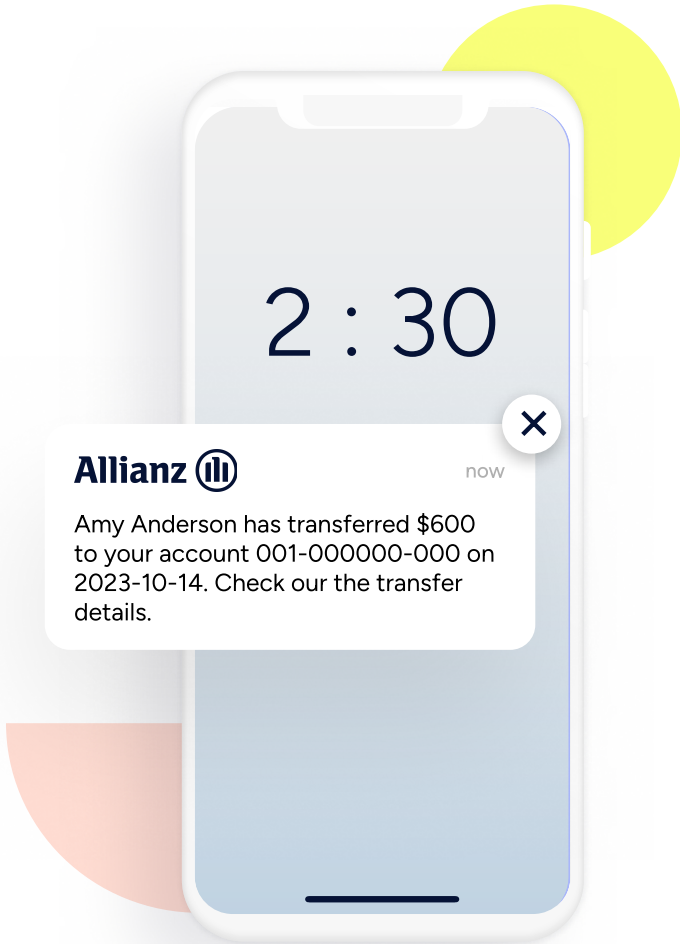 2 : 30
Allianz
now
Amy Anderson has transferred $600
to your account 001-000000-000 on
2023-10-14. Check our the transfer
details.